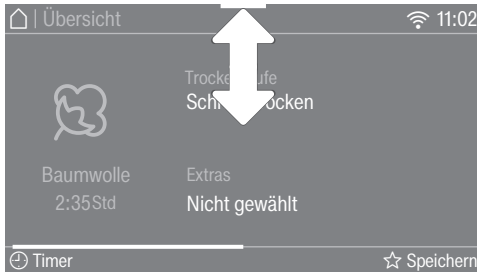 Übersicht 11:02
Baumwolle
2:35Std
Extras
Nicht gewählt
Timer
Speichern